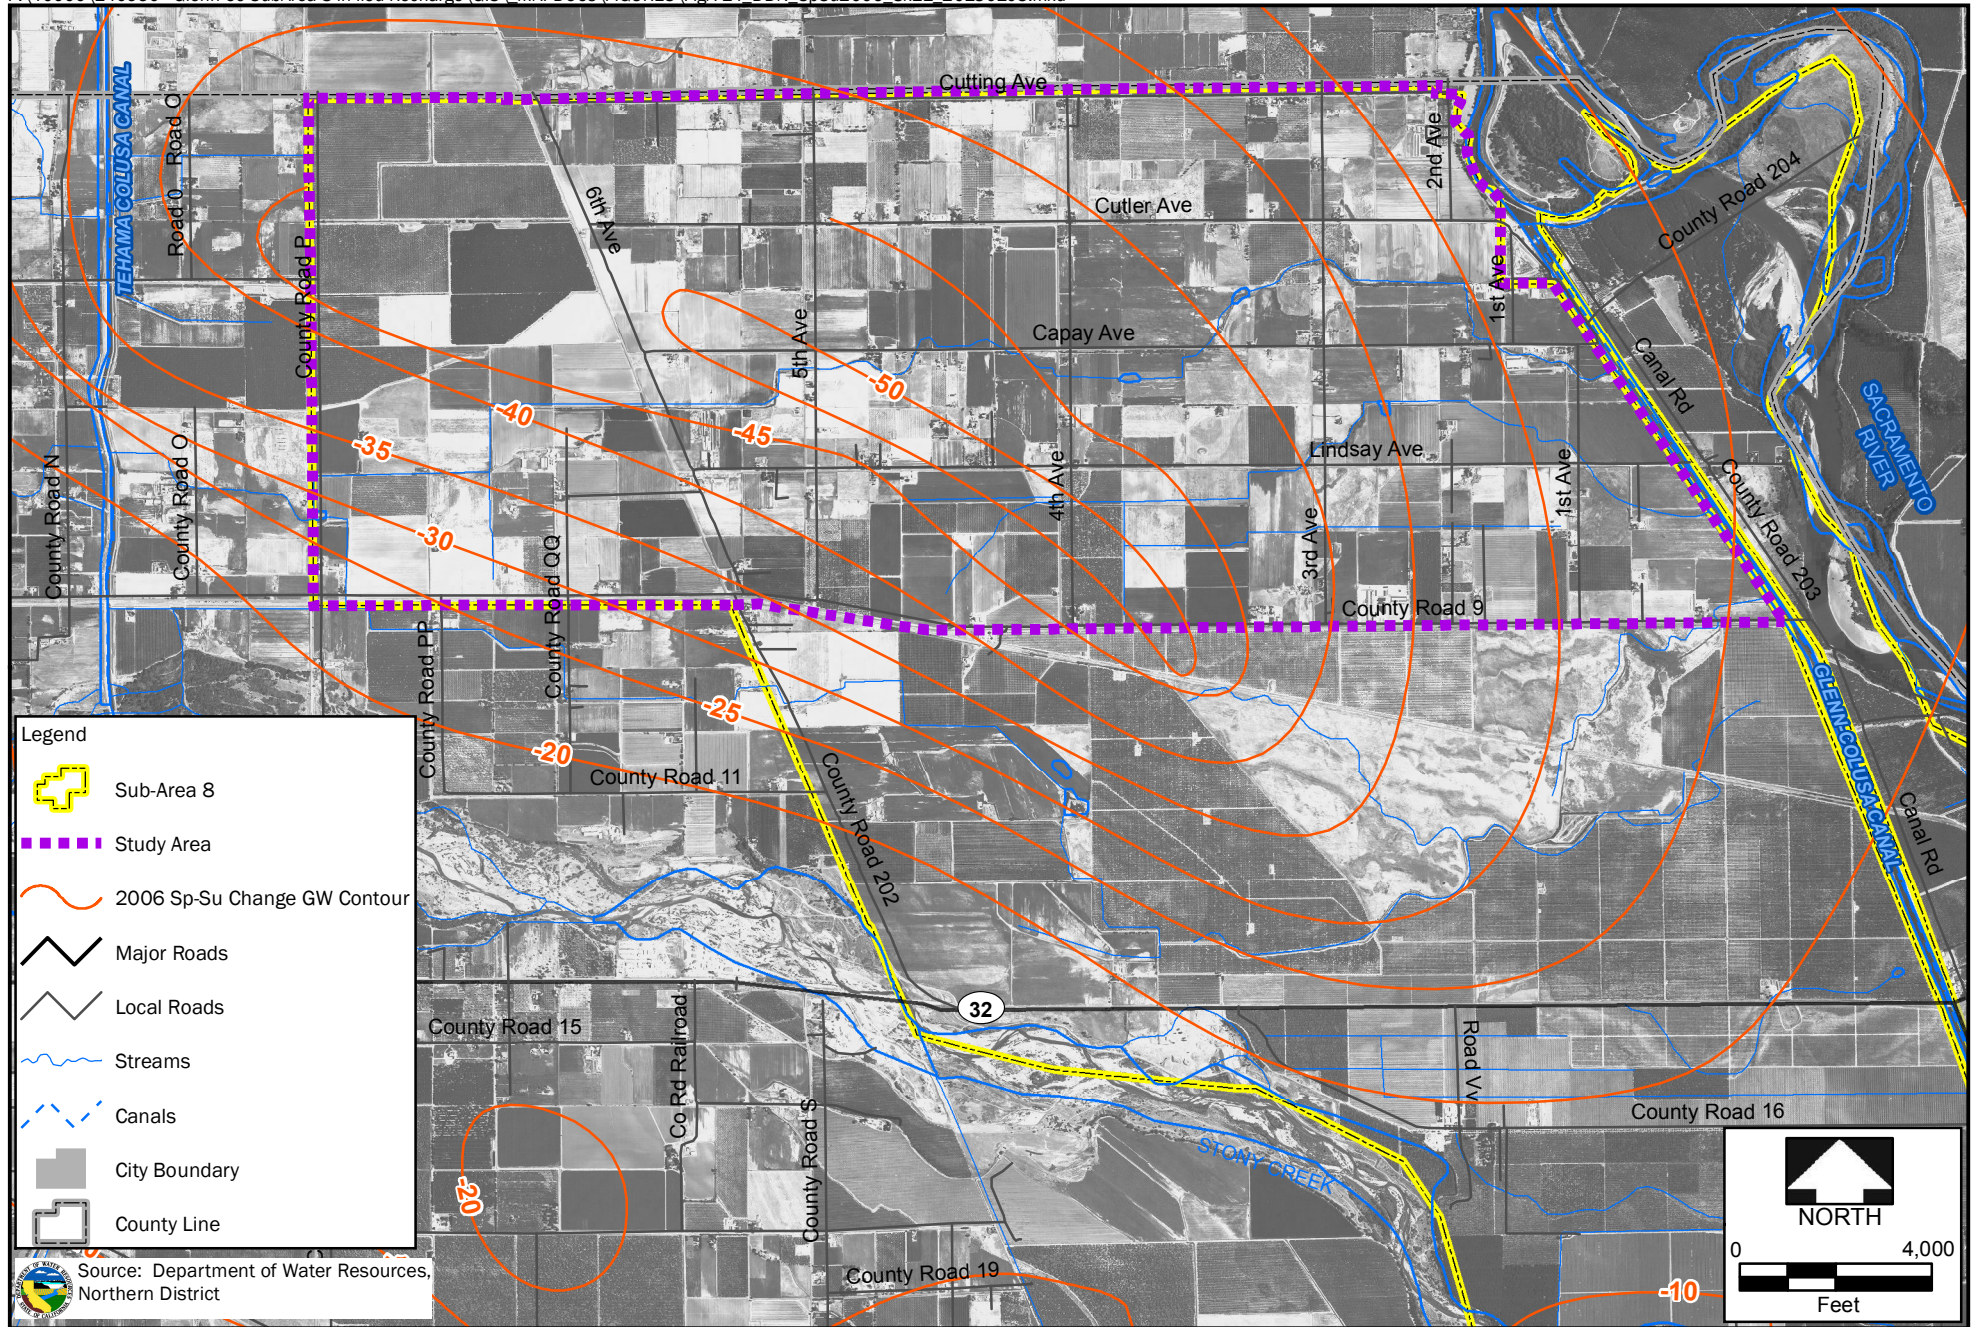 Cutting Ave
TEHAMA COLUSA CANAL
Road O
Road O
2nd Ave
County Road 204
6th Ave
Cutler Ave
County Road P
1st Ave
5th Ave
Capay Ave
Canal Rd
-50
-40
-45
-35
SACRAMENTO
RIVER
Lindsay Ave
County Road N
County Road O
4th Ave
3rd Ave
1st Ave
County Road 203
-30
County Road QQ
County Road 9
County Road PP
-25
-20
County Road 11
County Road 202
GLENN-COLUSA CANAL
Canal Rd
Legend
Sub-Area 8
Study Area
2006 Sp-Su Change GW Contour
Major Roads
Local Roads
Streams
Canals
City Boundary
County Line
32
County Road 15
Co Rd Railroad
Road VV
County Road 16
County Road S
STONY CREEK
-20
County Road 19
-10
NORTH
0 4,000
Feet
Source: Department of Water Resources,
Northern District